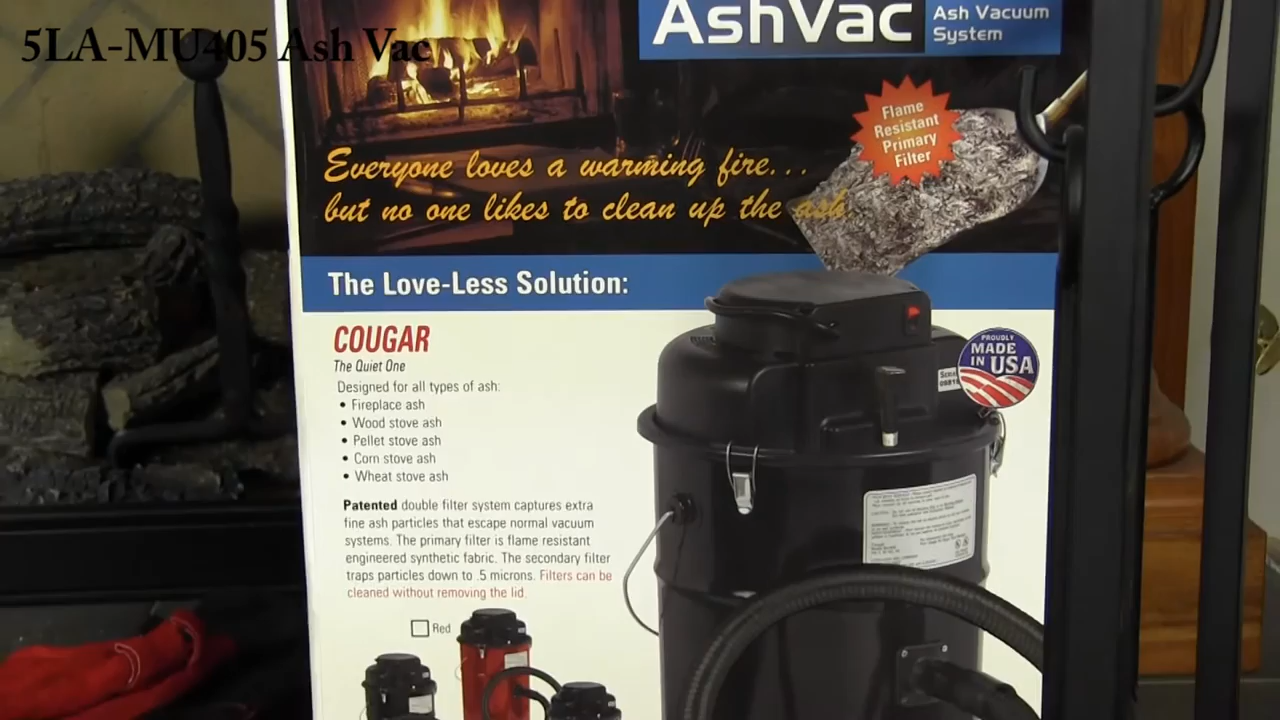 5LA-MU405 Ash Vac
AshVac
Ash Vacuum
System
Flame
Resistant
Primary
Filter
Everyone loves a warming fire...
but no one likes to clean up the ash.
The Love-Less Solution:
COUGAR
The Quiet One
Designed for all types of ash:
• Fireplace ash
• Wood stove ash
• Pellet stove ash
• Corn stove ash
• Wheat stove ash
PROUDLY
MADE
IN USA
Patented double filter system captures extra
fine ash particles that escape normal vacuum
systems. The primary filter is flame resistant
engineered synthetic fabric. The secondary filter
traps particles down to .5 microns. Filters can be
cleaned without removing the lid.
Red